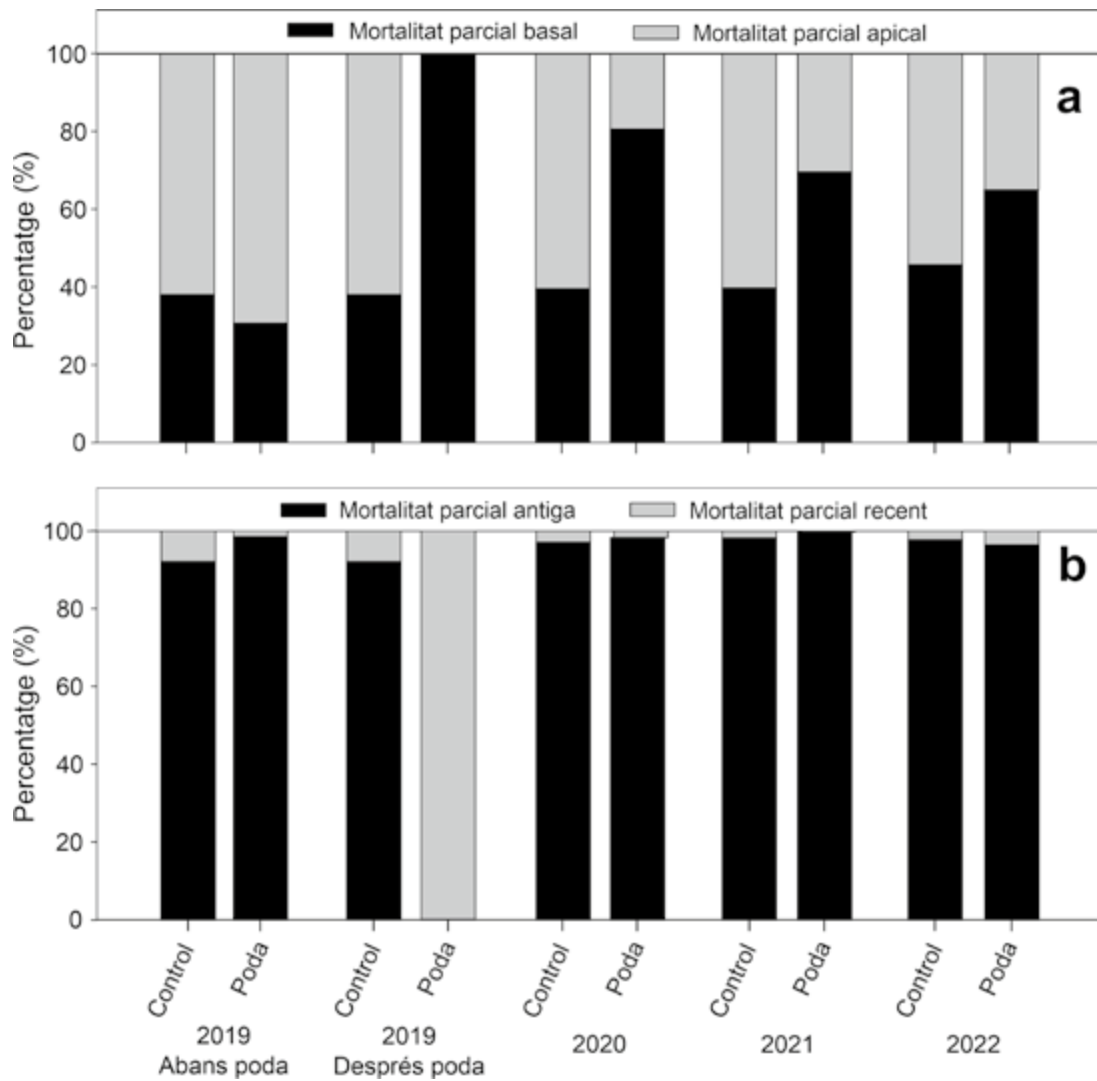 Mortalitat parcial basal Mortalitat parcial apical
a
Percentatge (%)
100
80
60
40
20
0
Mortalitat parcial antiga Mortalitat parcial recent
b
Percentatge (%)
100
80
60
40
20
0
Control Poda Control Poda Control Poda Control Poda Control Poda
2019 2019 2020 2021 2022
Abans poda Després poda